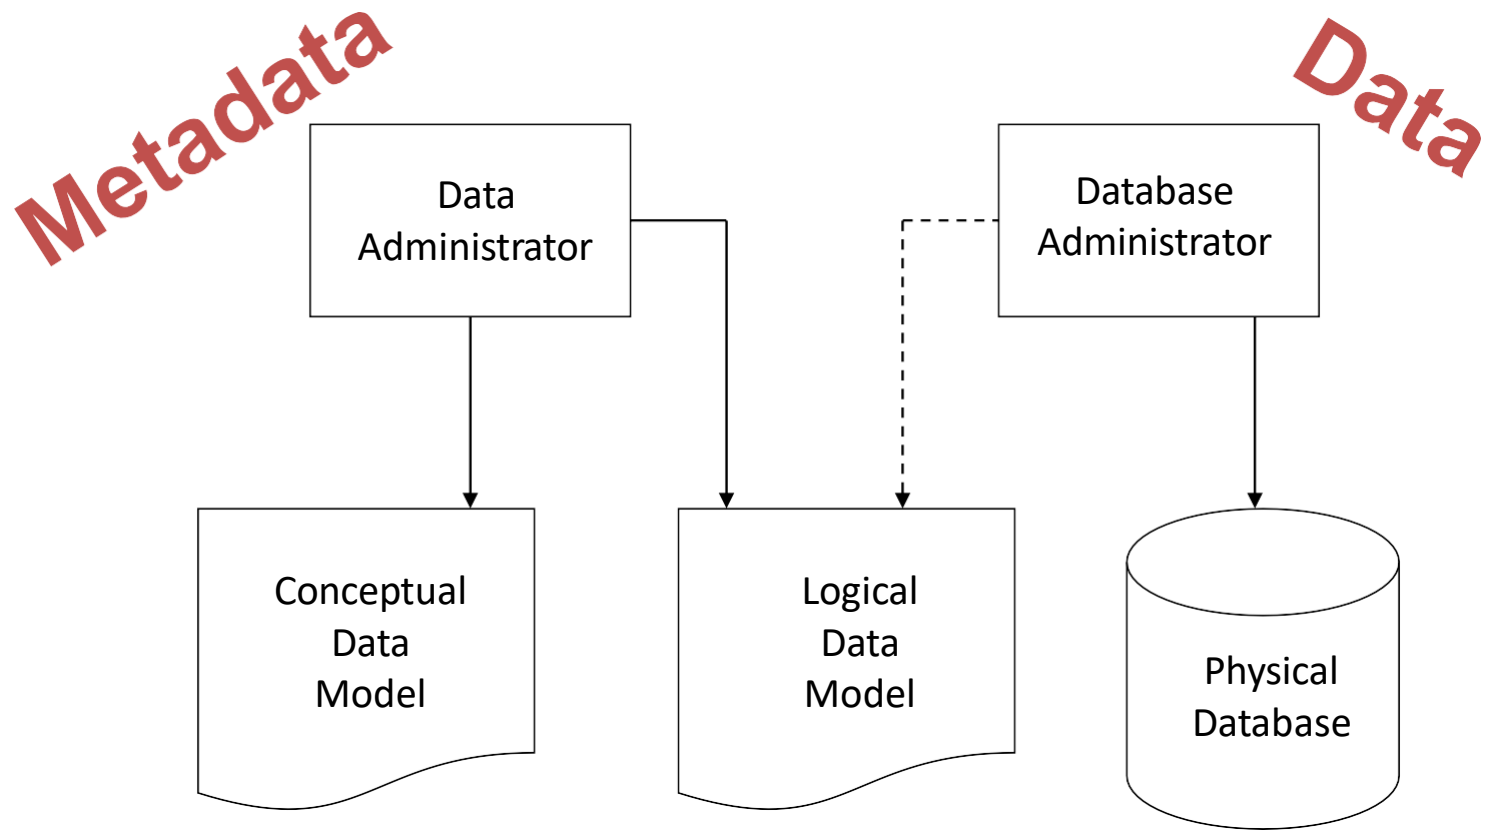 Metadata
Data
Data
Administrator
Database
Administrator
Conceptual
Data
Model
Logical
Data
Model
Physical
Database